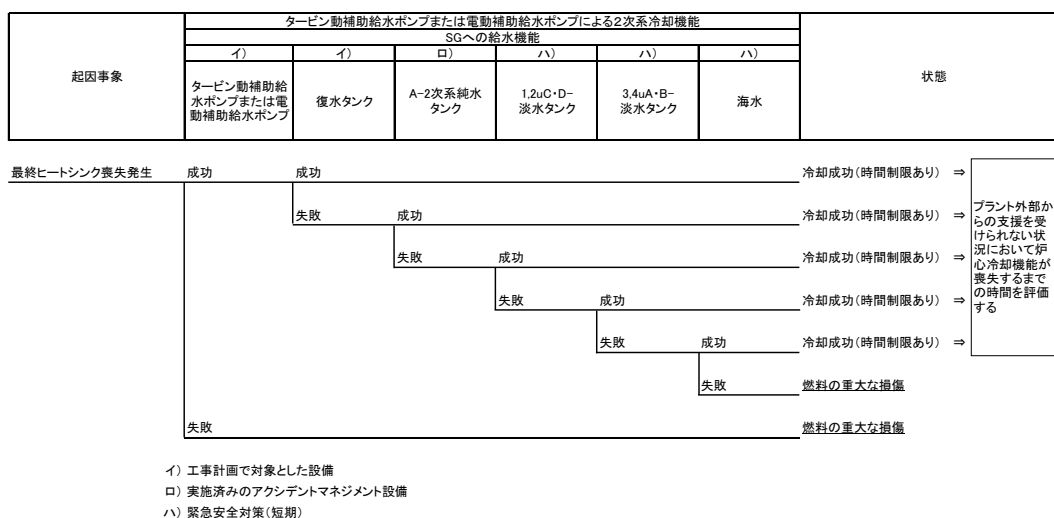 タービン動補助給水ポンプまたは電動補助給水ポンプによる2次系冷却機能
SGへの給水機能
起因事象
イ)
イ)
ロ)
ハ)
ハ)
ハ)
状態
タービン動補助給
水ポンプまたは電
動補助給水ポンプ
復水タンク
A-2次系純水
タンク
1,2uC・D-
淡水タンク
3,4uA・B-
淡水タンク
海水
最終ヒートシンク喪失発生
成功
成功
冷却成功(時間制限あり) ⇒
失敗
成功
冷却成功(時間制限あり) ⇒
失敗
成功
冷却成功(時間制限あり) ⇒
失敗
成功
冷却成功(時間制限あり) ⇒
失敗
成功
冷却成功(時間制限あり) ⇒
プラント外部か
らの支援を受
けられない状
況において炉
心冷却機能が
喪失するまで
の時間を評価
する
失敗
燃料の重大な損傷
失敗
燃料の重大な損傷
イ) 工事計画で対象とした設備
ロ) 実施済みのアクシデントマネジメント設備
ハ) 緊急安全対策(短期)